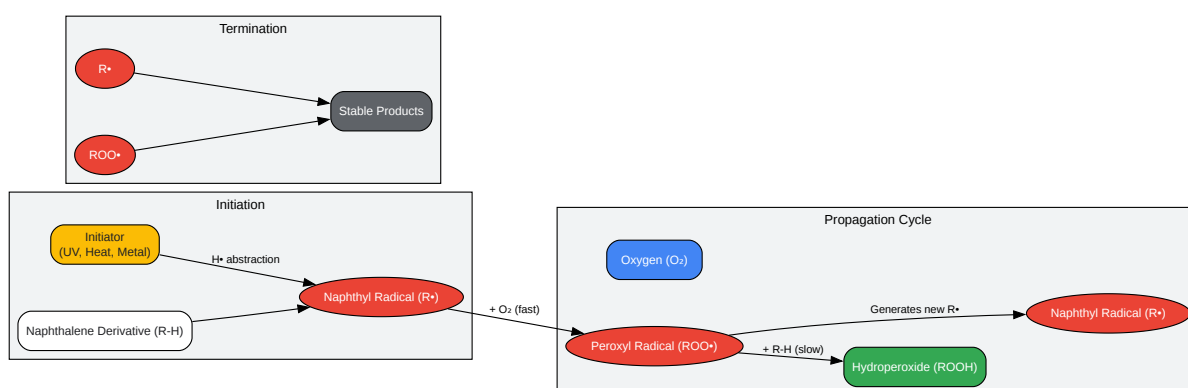 Termination
R•
Stable Products
ROO•
Initiation
Initiator
(UV, Heat, Metal)
H• abstraction
Naphthyl Radical (R•)
Naphthalene Derivative (R-H)
+ O₂ (fast)
Propagation Cycle
Oxygen (O₂)
Generates new R•
Naphthyl Radical (R•)
Peroxyl Radical (ROO•)
+ R-H (slow)
Hydroperoxide (ROOH)